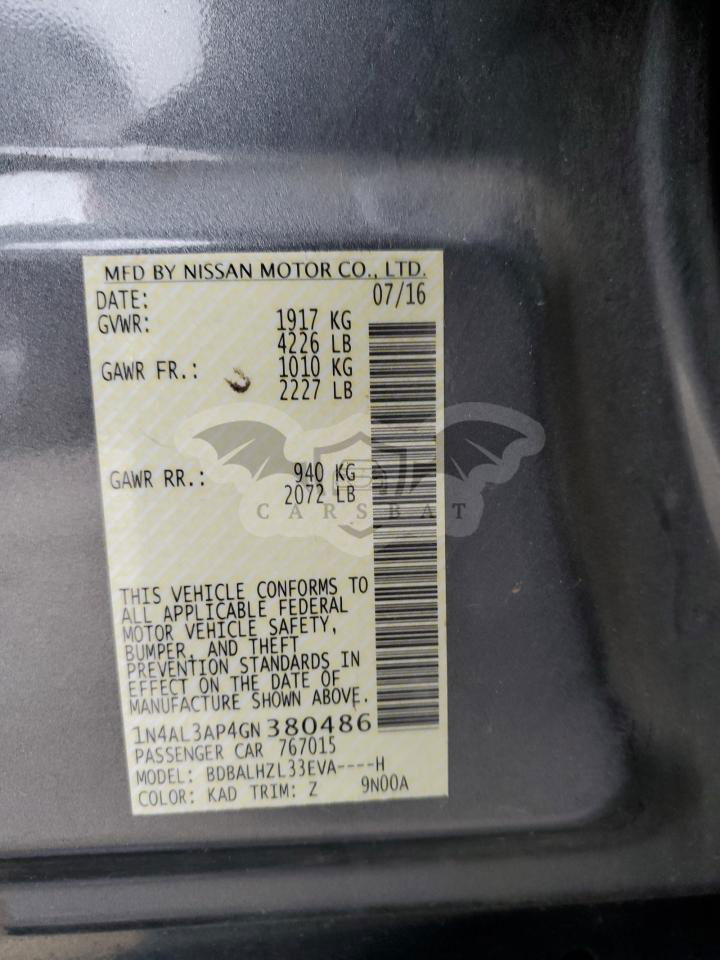 MFD BY NISSAN MOTOR CO., LTD.
DATE: 07/16
GVWR: 1917 KG
4226 LB
GAWR FR.: 1010 KG
2227 LB
GAWR RR.: 940 KG
2072 LB
CARSBAT
THIS VEHICLE CONFORMS TO
ALL APPLICABLE FEDERAL
MOTOR VEHICLE SAFETY,
BUMPER, AND THEFT
PREVENTION STANDARDS IN
EFFECT ON THE DATE OF
MANUFACTURE SHOWN ABOVE.
1N4AL3AP4GN380486
PASSENGER CAR 767015
MODEL: BDBALHZL33EVA----H
COLOR: KAD TRIM: Z 9N00A